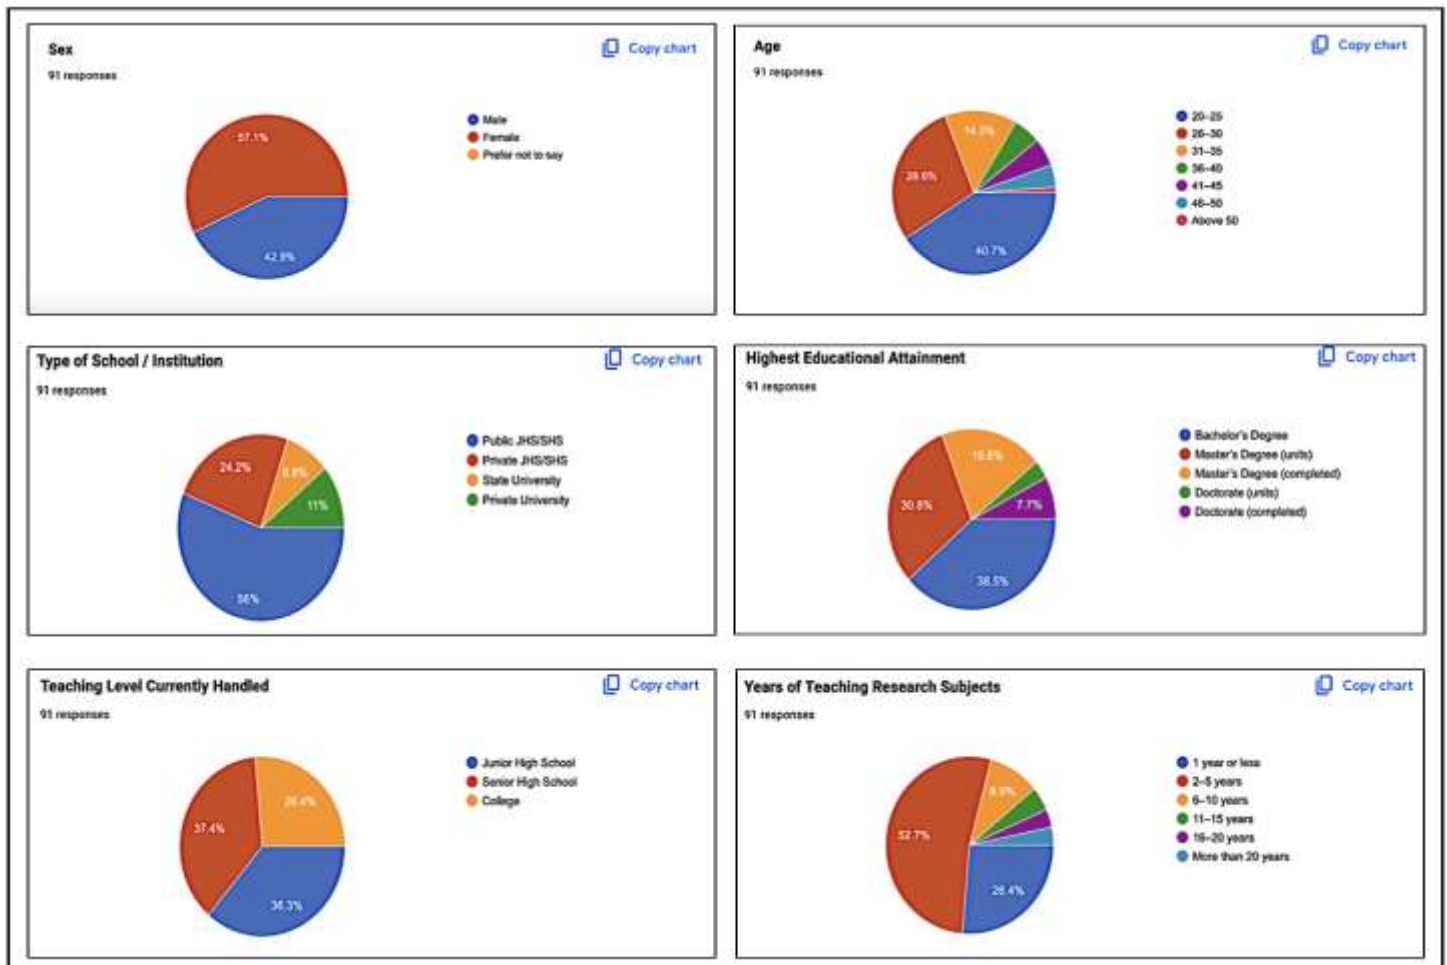 Sex
Copy chart
91 responses
57.1%
42.9%
Male
Female
Prefer not to say
Age
Copy chart
91 responses
14.3%
28.6%
40.7%
20–25
26–30
31–35
36–40
41–45
46–50
Above 50
Type of School / Institution
Copy chart
91 responses
24.2%
8.8%
11%
56%
Public JHS/SHS
Private JHS/SHS
State University
Private University
Highest Educational Attainment
Copy chart
91 responses
19.8%
30.8%
7.7%
38.5%
Bachelor's Degree
Master's Degree (units)
Master's Degree (completed)
Doctorate (units)
Doctorate (completed)
Teaching Level Currently Handled
Copy chart
91 responses
26.4%
37.4%
36.3%
Junior High School
Senior High School
College
Years of Teaching Research Subjects
Copy chart
91 responses
52.7%
26.4%
1 year or less
2–5 years
6–10 years
11–15 years
16–20 years
More than 20 years